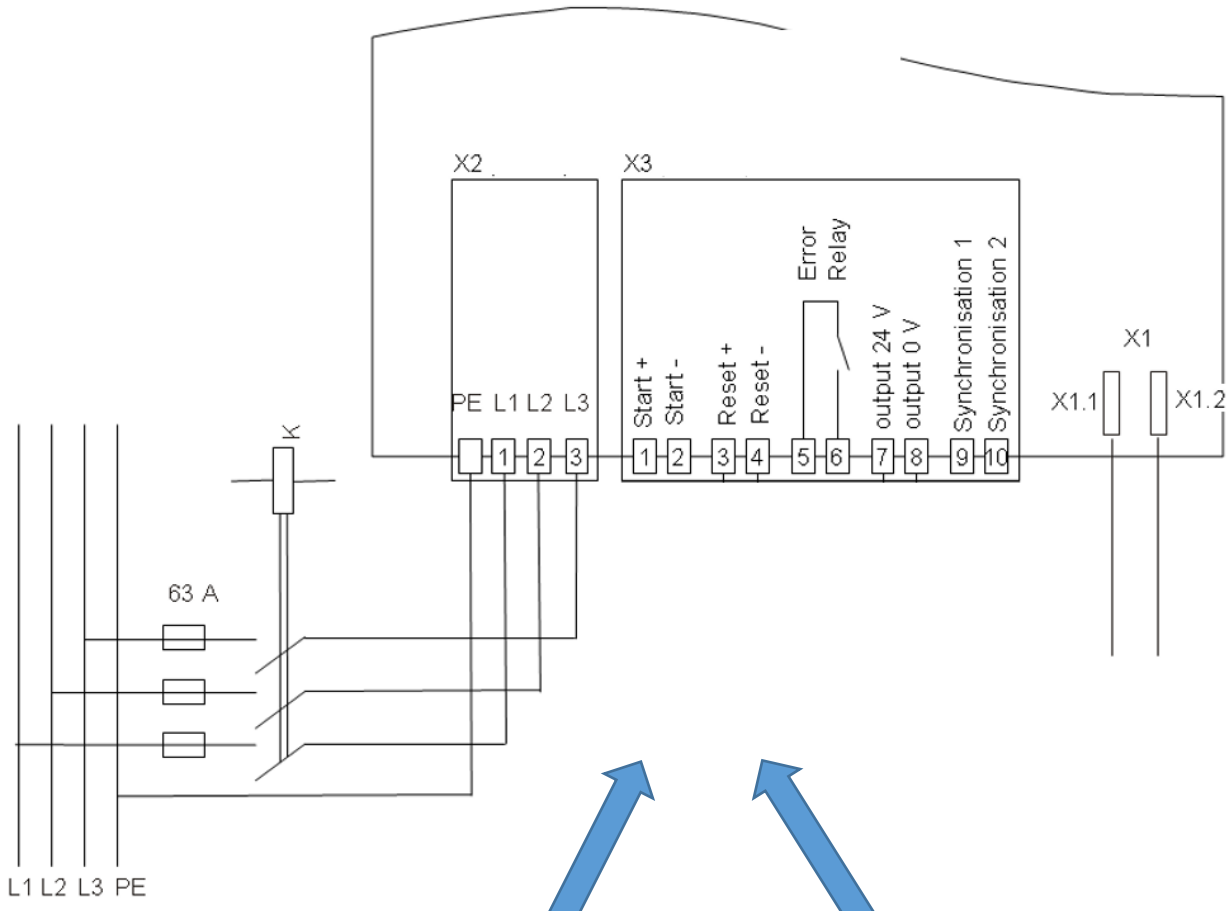 X2
X3
Start +
Start -
Reset +
Reset -
Error
Relay
output 24 V
output 0 V
Synchronisation 1
Synchronisation 2
X1
X1.1
X1.2
PE L1 L2 L3
1 2 3
1 2 3 4 5 6 7 8 9 10
K
63 A
L1 L2 L3 PE